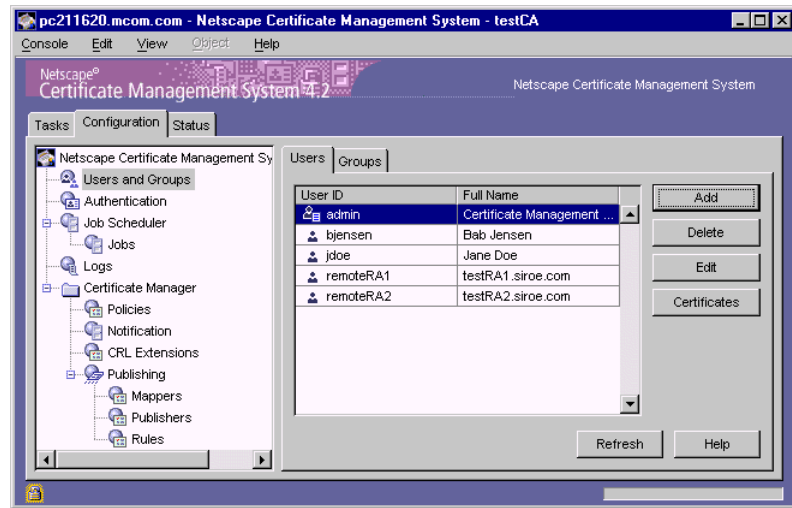 pc211620.mcom.com - Netscape Certificate Management System - testCA
Console Edit View Object Help
Netscape®
Certificate Management System 4.2
Netscape Certificate Management System
Tasks Configuration Status
Netscape Certificate Management Sy
Users and Groups
Authentication
Job Scheduler
Jobs
Logs
Certificate Manager
Policies
Notification
CRL Extensions
Publishing
Mappers
Publishers
Rules
Users Groups
User ID Full Name
admin Certificate Management ...
bjensen Bab Jensen
jdoe Jane Doe
remoteRA1 testRA1.siroe.com
remoteRA2 testRA2.siroe.com
Add
Delete
Edit
Certificates
Refresh Help